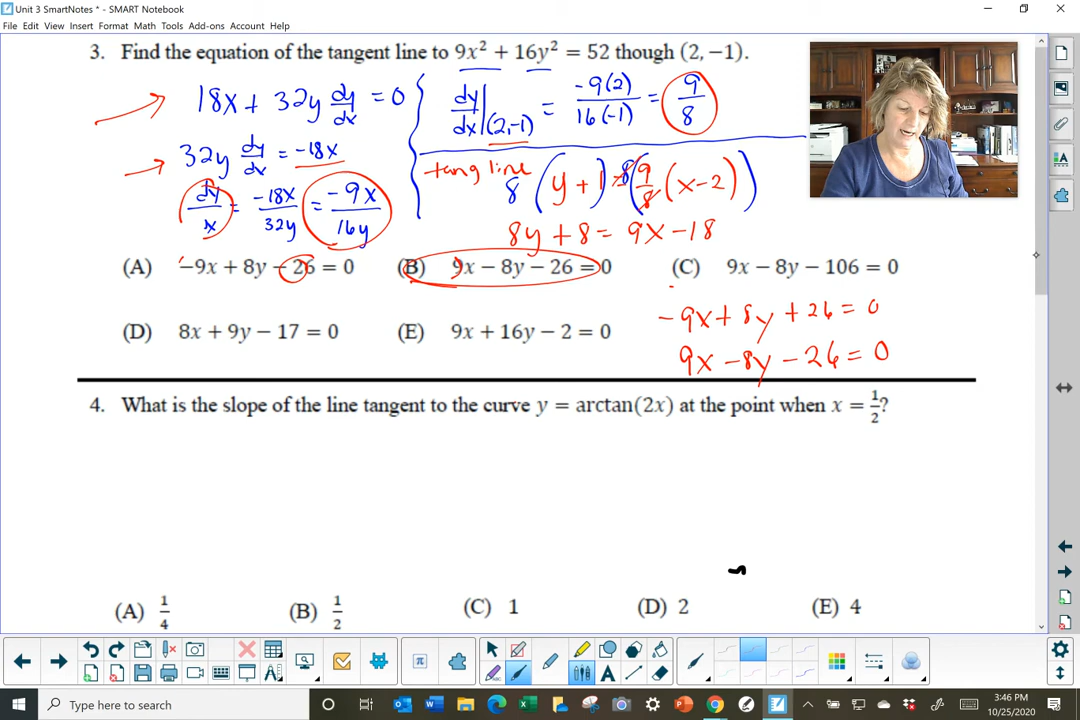 Unit 3 SmartNotes * - SMART Notebook
File Edit View Insert Format Math Tools Add-ons Account Help
3. Find the equation of the tangent line to 9x² + 16y² = 52 though (2, −1).
18x + 32y dy/dx = 0
32y dy/dx = -18x
dy/x = -18x/32y = -9x/16y
dy/dx|(2,-1) = -9(2)/16(-1) = 9/8
tang line
8(y+1) = 8(9/8(x-2))
8y + 8 = 9x - 18
(A) −9x + 8y − 26 = 0 (B) 9x − 8y − 26 = 0 (C) 9x − 8y − 106 = 0
-9x + 8y + 26 = 0
(D) 8x + 9y − 17 = 0 (E) 9x + 16y − 2 = 0
9x - 8y - 26 = 0
4. What is the slope of the line tangent to the curve y = arctan(2x) at the point when x = 1/2?
(A) 1/4 (B) 1/2 (C) 1 (D) 2 (E) 4
Type here to search
3:46 PM
10/25/2020